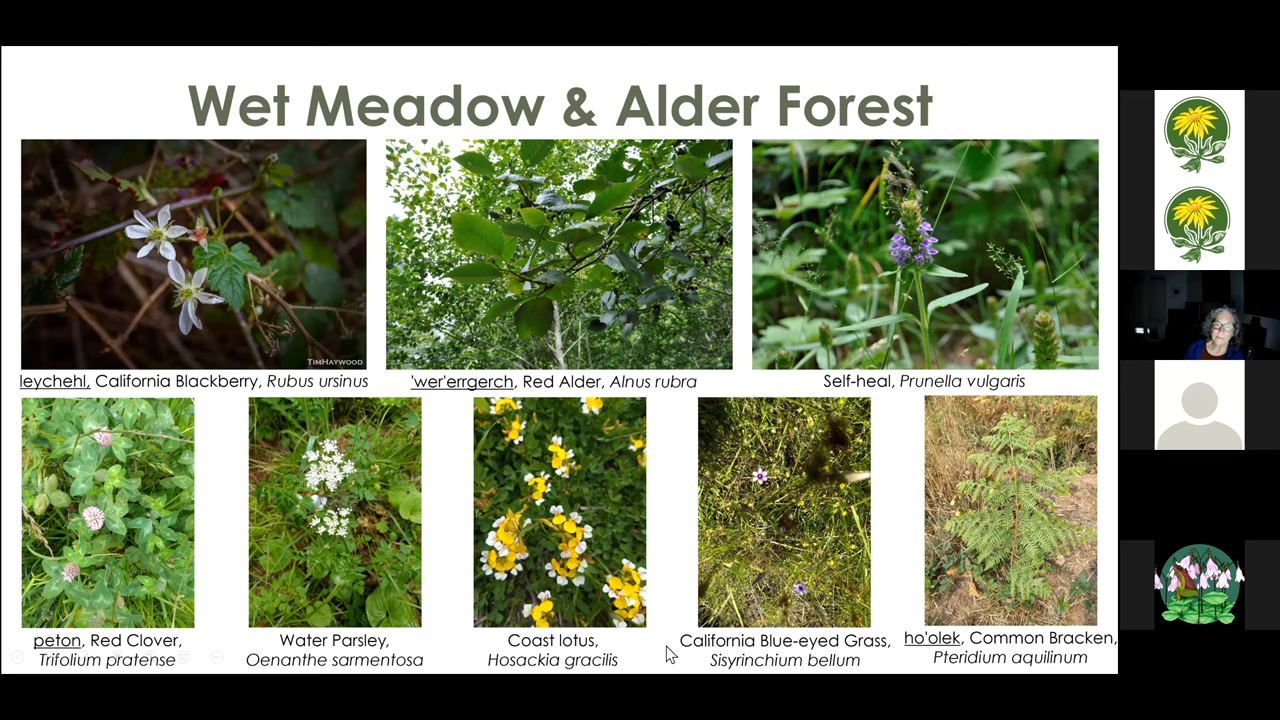 Wet Meadow & Alder Forest
TIMHAYWOOD
leychehl, California Blackberry, Rubus ursinus
'wer'errgerch, Red Alder, Alnus rubra
Self-heal, Prunella vulgaris
peton, Red Clover,
Trifolium pratense
Water Parsley,
Oenanthe sarmentosa
Coast lotus,
Hosackia gracilis
California Blue-eyed Grass,
Sisyrinchium bellum
ho'olek, Common Bracken,
Pteridium aquilinum